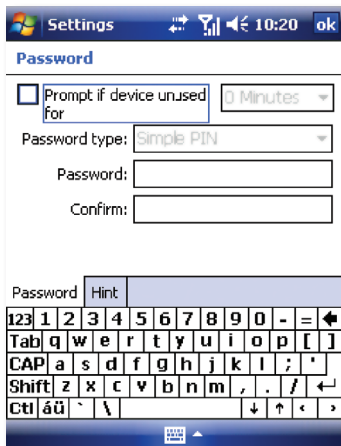 Settings 10:20 ok
Password
Prompt if device unused
for
0 Minutes
Password type: Simple PIN
Password:
Confirm:
Password Hint
123 1 2 3 4 5 6 7 8 9 0 - =
Tab q w e r t y u i o p [ ]
CAP a s d f g h j k l ; '
Shift z x c v b n m , . /
Ctl áü ` \